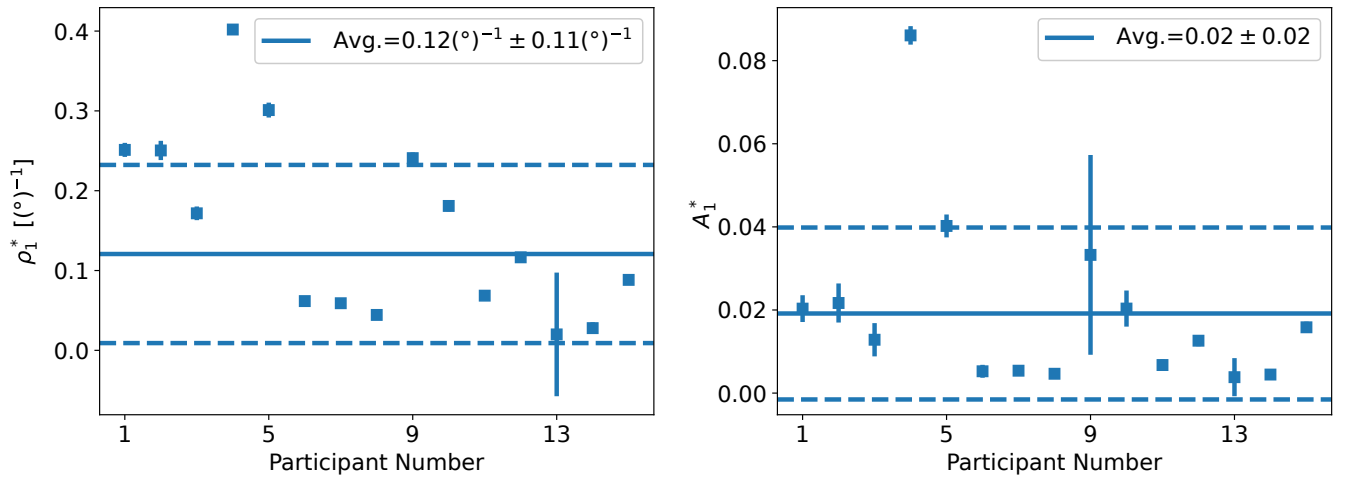 0.4
0.3
0.2
0.1
0.0
ρ₁* [(°)⁻¹]
Avg.=0.12(°)⁻¹ ± 0.11(°)⁻¹
1 5 9 13
Participant Number
0.08
0.06
0.04
0.02
0.00
A₁*
Avg.=0.02 ± 0.02
1 5 9 13
Participant Number